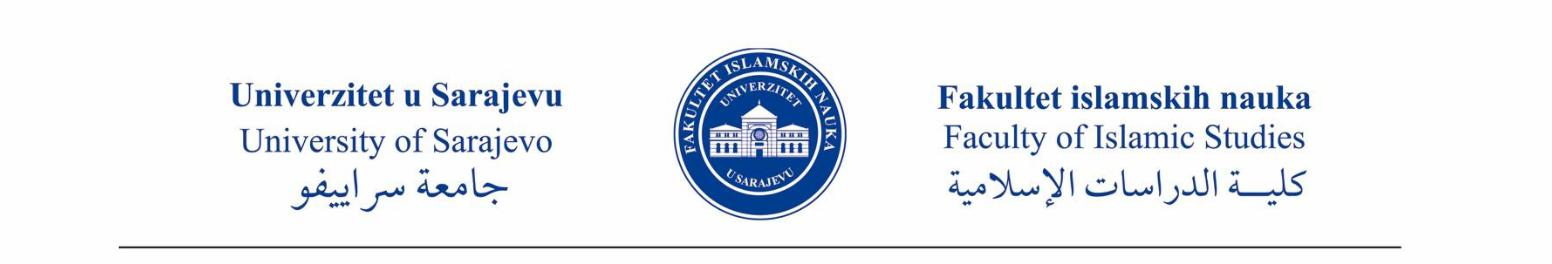 Univerzitet u Sarajevu
University of Sarajevo
جامعة سراييفو
FAKULTET ISLAMSKIH NAUKA
UNIVERZITET
U SARAJEVU
Fakultet islamskih nauka
Faculty of Islamic Studies
كليــة الدراسات الإسلامية